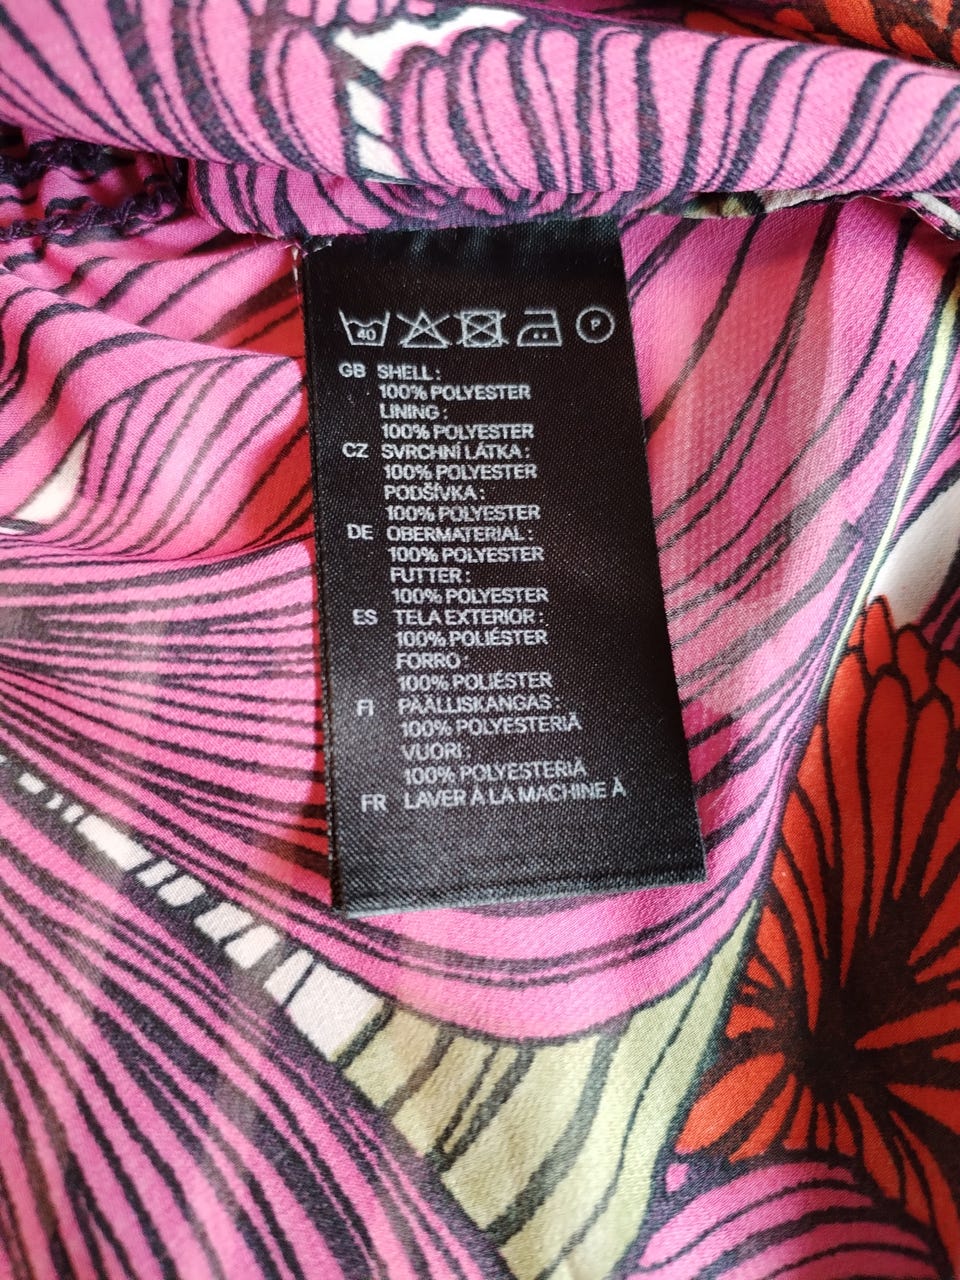 40 P
GB SHELL:
100% POLYESTER
LINING:
100% POLYESTER
CZ SVRCHNÍ LÁTKA:
100% POLYESTER
PODŠÍVKA:
100% POLYESTER
DE OBERMATERIAL:
100% POLYESTER
FUTTER:
100% POLYESTER
ES TELA EXTERIOR:
100% POLIÉSTER
FORRO:
100% POLIÉSTER
FI PÄÄLLISKANGAS:
100% POLYESTERIÄ
VUORI:
100% POLYESTERIÄ
FR LAVER À LA MACHINE À